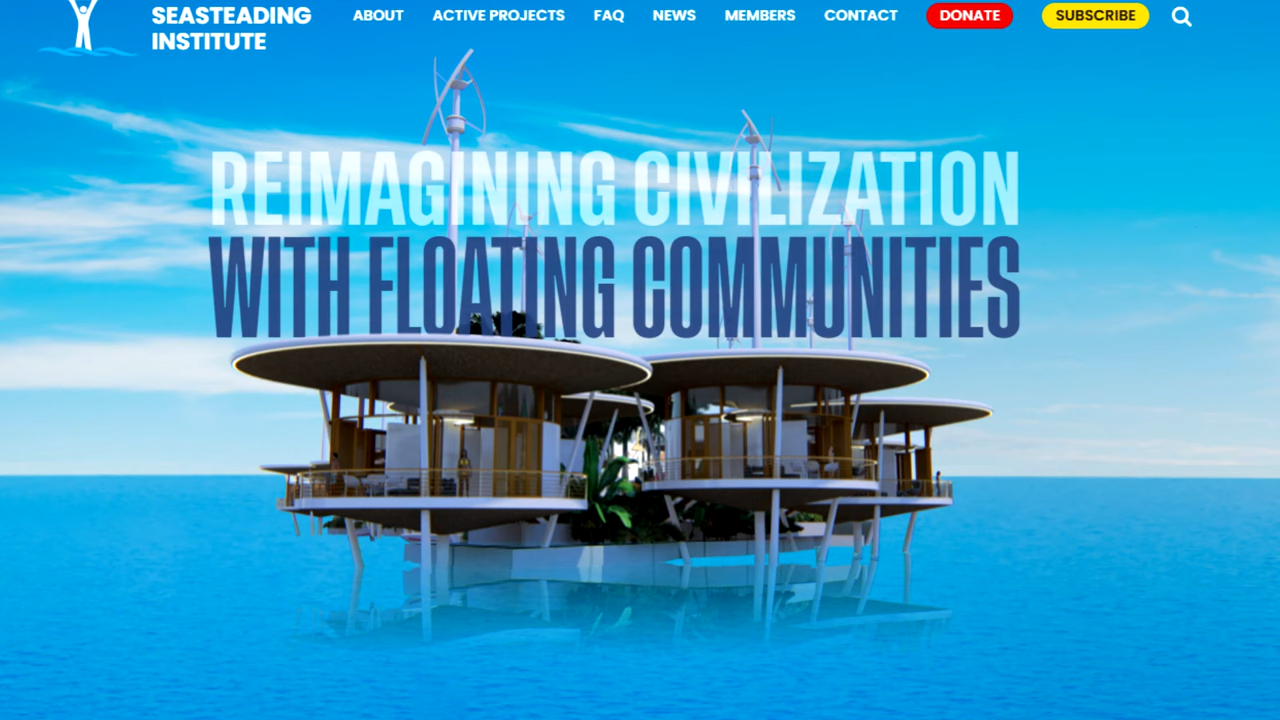 SEASTEADING
INSTITUTE
ABOUT ACTIVE PROJECTS FAQ NEWS MEMBERS CONTACT DONATE SUBSCRIBE
REIMAGINING CIVILIZATION
WITH FLOATING COMMUNITIES